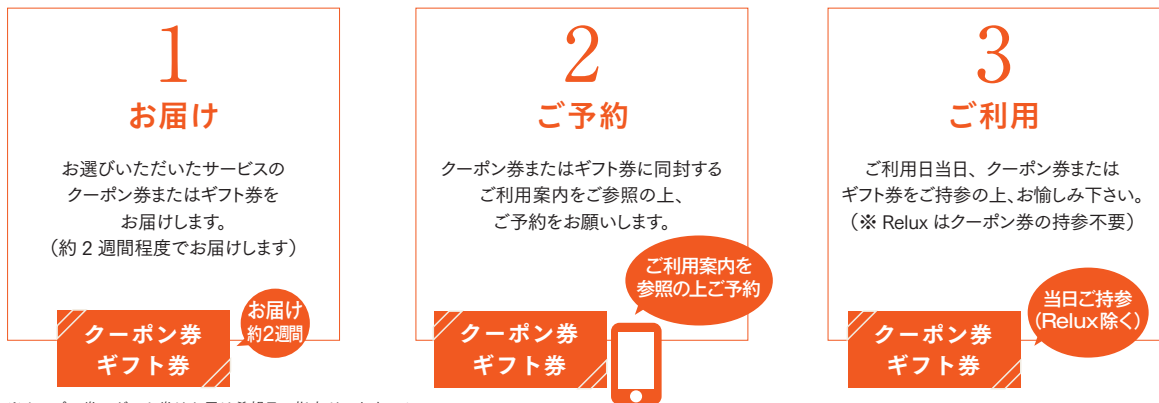 1
お届け
お選びいただいたサービスの
クーポン券またはギフト券を
お届けします。
（約 2 週間程度でお届けします）
お届け
約2週間
クーポン券
ギフト券
2
ご予約
クーポン券またはギフト券に同封する
ご利用案内をご参照の上、
ご予約をお願いします。
ご利用案内を
参照の上ご予約
クーポン券
ギフト券
3
ご利用
ご利用日当日、クーポン券または
ギフト券をご持参の上、お愉しみ下さい。
（※ Relux はクーポン券の持参不要）
当日ご持参
（Relux除く）
クーポン券
ギフト券